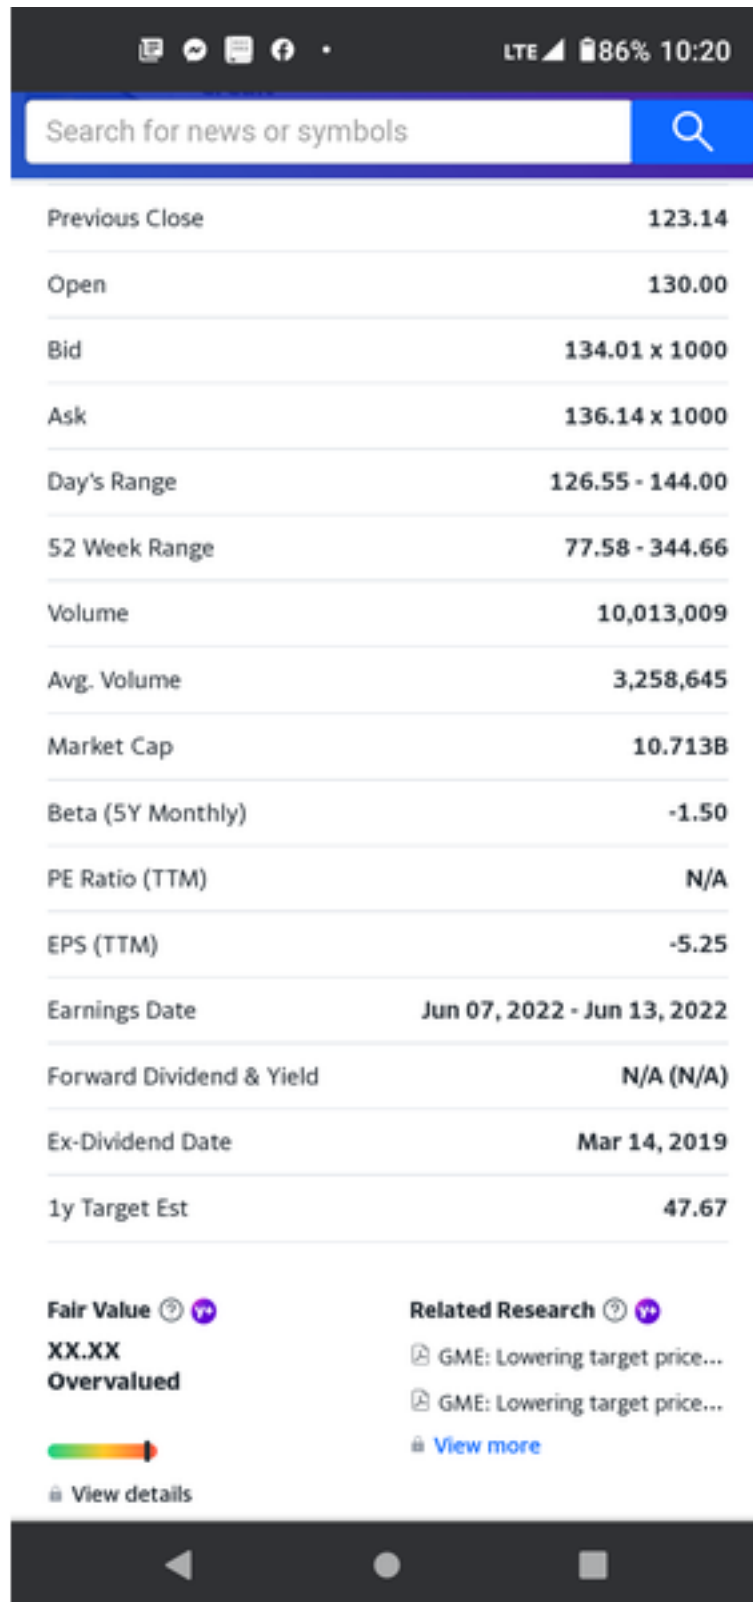 LTE 86% 10:20
Search for news or symbols
Previous Close 123.14
Open 130.00
Bid 134.01 x 1000
Ask 136.14 x 1000
Day's Range 126.55 - 144.00
52 Week Range 77.58 - 344.66
Volume 10,013,009
Avg. Volume 3,258,645
Market Cap 10.713B
Beta (5Y Monthly) -1.50
PE Ratio (TTM) N/A
EPS (TTM) -5.25
Earnings Date Jun 07, 2022 - Jun 13, 2022
Forward Dividend & Yield N/A (N/A)
Ex-Dividend Date Mar 14, 2019
1y Target Est 47.67
Fair Value ? y+
XX.XX
Overvalued
View details
Related Research ? y+
GME: Lowering target price...
GME: Lowering target price...
View more